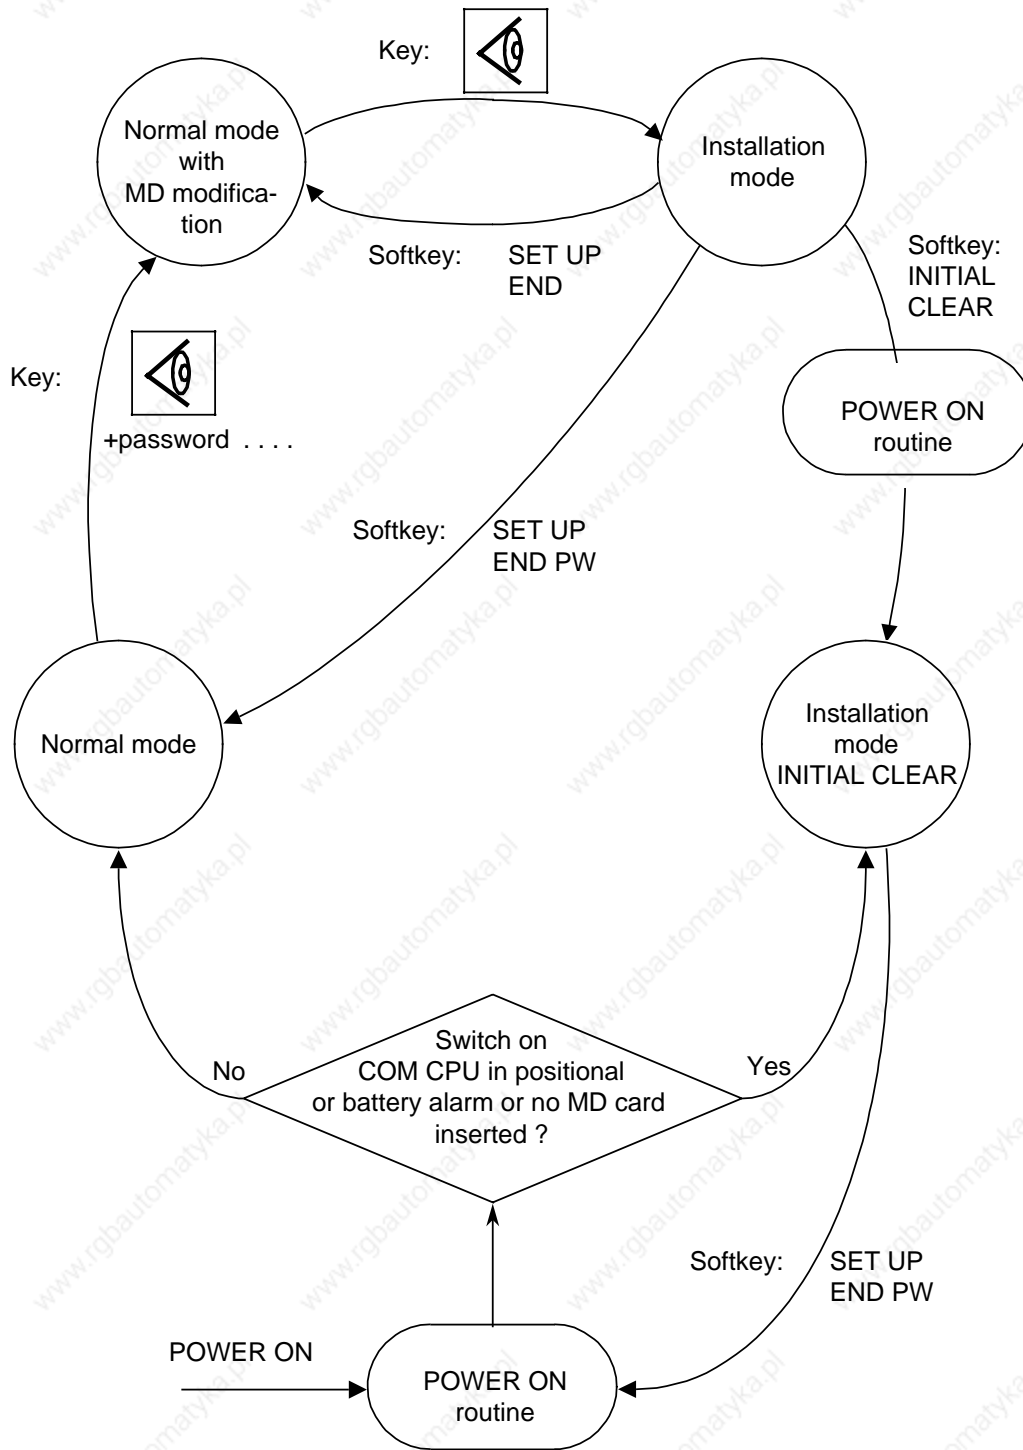 Key:
Normal mode
with
MD modifica-
tion
Installation
mode
Softkey:
SET UP
END
Softkey:
INITIAL
CLEAR
Key:
+password . . . .
POWER ON
routine
Softkey:
SET UP
END PW
Normal mode
Installation
mode
INITIAL CLEAR
No
Switch on
COM CPU in positional
or battery alarm or no MD card
inserted ?
Yes
Softkey:
SET UP
END PW
POWER ON
POWER ON
routine
www.rgbautomatyka.pl